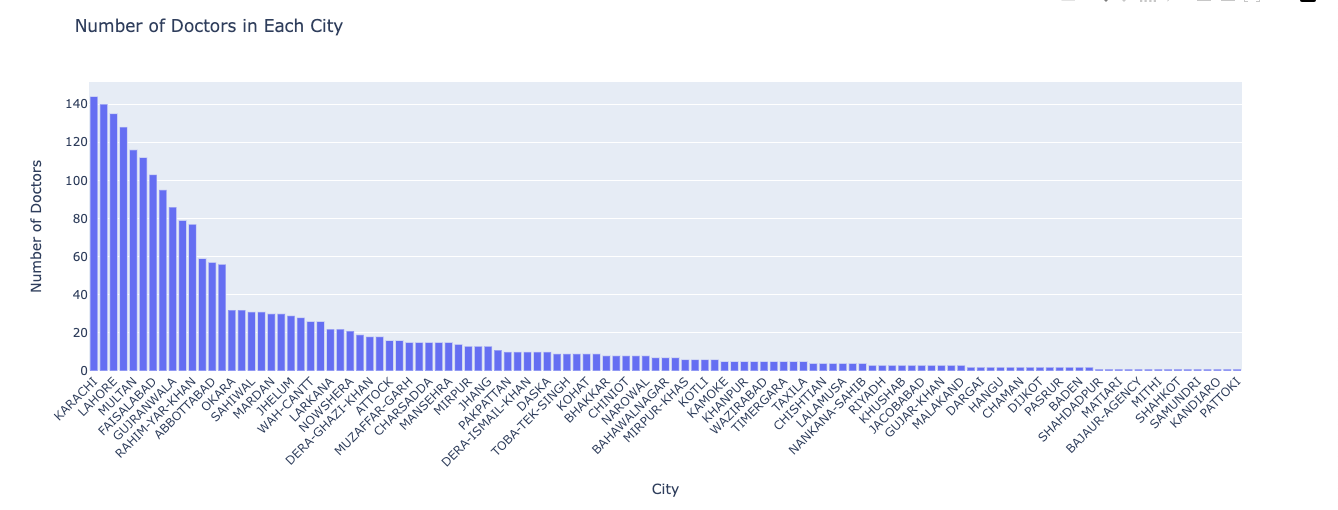 Number of Doctors in Each City
Number of Doctors
140
120
100
80
60
40
20
0
KARACHI
LAHORE
MULTAN
FAISALABAD
GUJRANWALA
RAHIM-YAR-KHAN
ABBOTTABAD
OKARA
SAHIWAL
MARDAN
JHELUM
WAH-CANTT
LARKANA
NOWSHERA
DERA-GHAZI-KHAN
ATTOCK
MUZAFFAR-GARH
CHARSADDA
MANSEHRA
MIRPUR
JHANG
PAKPATTAN
DERA-ISMAIL-KHAN
DASKA
TOBA-TEK-SINGH
KOHAT
BHAKKAR
CHINIOT
NAROWAL
BAHAWALNAGAR
MIRPUR-KHAS
KOTLI
KAMOKE
KHANPUR
WAZIRABAD
TIMERGARA
TAXILA
CHISHTIAN
LALAMUSA
NANKANA-SAHIB
RIYADH
KHUSHAB
JACOBABAD
GUJAR-KHAN
MALAKAND
DARGAI
HANGU
CHAMAN
DIJKOT
PASRUR
BADEN
SHAHDADPUR
MATIARI
BAJAUR-AGENCY
MITHI
SHAHKOT
SAMUNDRI
KANDIARO
PATTOKI
City